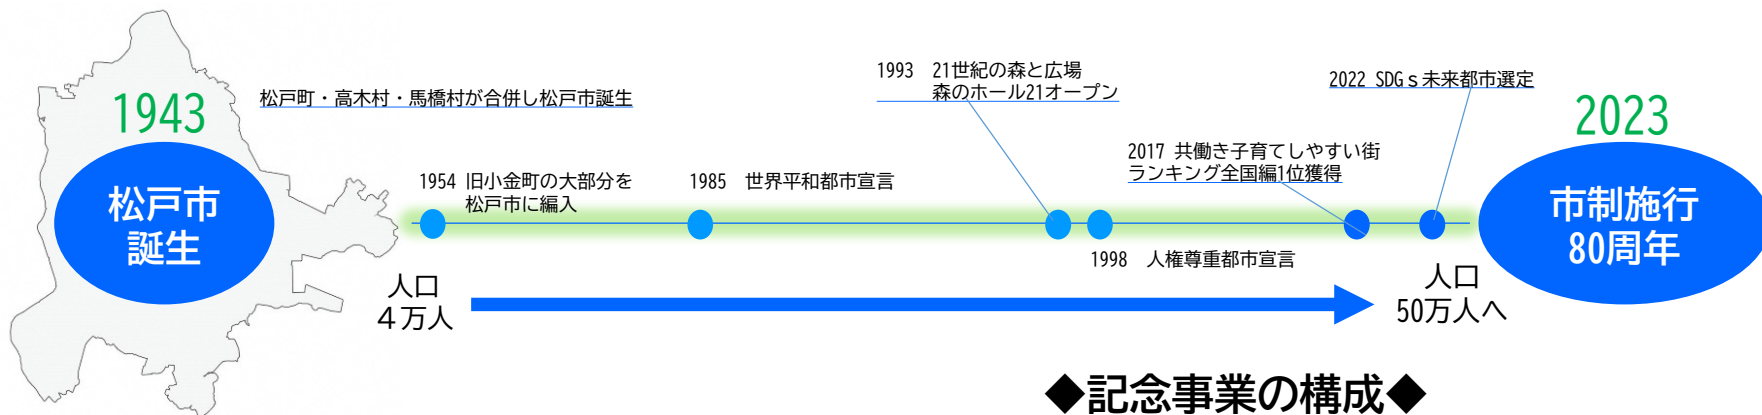 1943
松戸市
誕生
松戸町・高木村・馬橋村が合併し松戸市誕生
1954 旧小金町の大部分を
松戸市に編入
1985 世界平和都市宣言
1993 21世紀の森と広場
森のホール21オープン
1998 人権尊重都市宣言
2017 共働き子育てしやすい街
ランキング全国編1位獲得
2022 SDGｓ未来都市選定
2023
市制施行
80周年
人口
４万人
人口
50万人へ
◆記念事業の構成◆